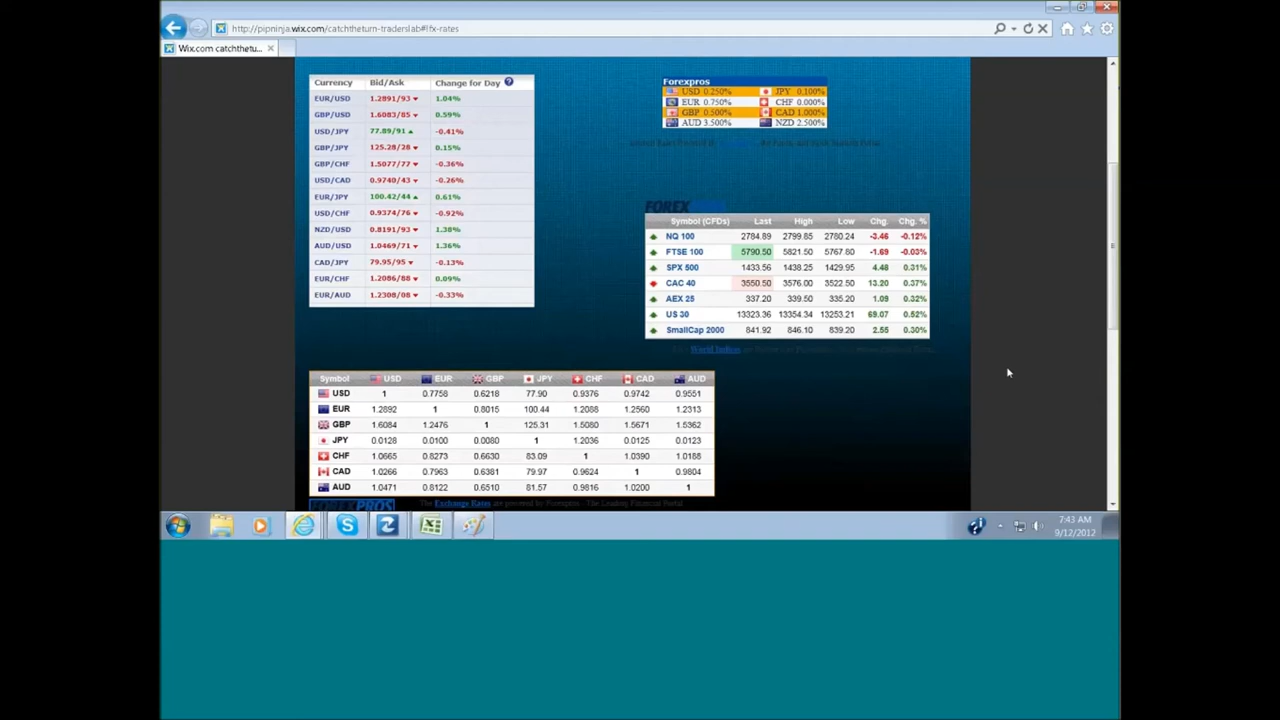 http://pipninja.wix.com/catchtheturn-traderslab#!fx-rates
Wix.com catchthetu...
Currency Bid/Ask Change for Day
EUR/USD 1.2891/93 1.04%
GBP/USD 1.6083/85 0.59%
USD/JPY 77.89/91 -0.41%
GBP/JPY 125.28/28 0.15%
GBP/CHF 1.5077/77 -0.36%
USD/CAD 0.9740/43 -0.26%
EUR/JPY 100.42/44 0.61%
USD/CHF 0.9374/76 -0.92%
NZD/USD 0.8191/93 1.38%
AUD/USD 1.0469/71 1.36%
CAD/JPY 79.95/95 -0.13%
EUR/CHF 1.2086/88 0.09%
EUR/AUD 1.2308/08 -0.33%
Forexpros
USD 0.250% JPY 0.100%
EUR 0.750% CHF 0.000%
GBP 0.500% CAD 1.000%
AUD 3.500% NZD 2.500%
FOREXPROS
Symbol (CFDs) Last High Low Chg. Chg. %
NQ 100 2784.89 2799.85 2780.24 -3.46 -0.12%
FTSE 100 5790.50 5821.50 5767.60 -1.69 -0.03%
SPX 500 1433.56 1438.25 1429.95 4.48 0.31%
CAC 40 3550.50 3576.00 3522.50 13.20 0.37%
AEX 25 337.20 339.50 335.20 1.09 0.32%
US 30 13323.36 13354.34 13253.21 69.07 0.52%
SmallCap 2000 841.92 846.10 839.20 2.55 0.30%
World Indices
Symbol USD EUR GBP JPY CHF CAD AUD
USD 1 0.7758 0.6218 77.90 0.9376 0.9742 0.9551
EUR 1.2892 1 0.8015 100.44 1.2088 1.2560 1.2313
GBP 1.6084 1.2476 1 125.31 1.5080 1.5671 1.5362
JPY 0.0128 0.0100 0.0080 1 1.2036 0.0125 0.0123
CHF 1.0665 0.8273 0.6630 83.09 1 1.0390 1.0188
CAD 1.0266 0.7963 0.6381 79.97 0.9624 1 0.9804
AUD 1.0471 0.8122 0.6510 81.57 0.9816 1.0200 1
FOREXPROS The Exchange Rates are powered by Forexpros - The Leading Financial Portal
7:43 AM
9/12/2012